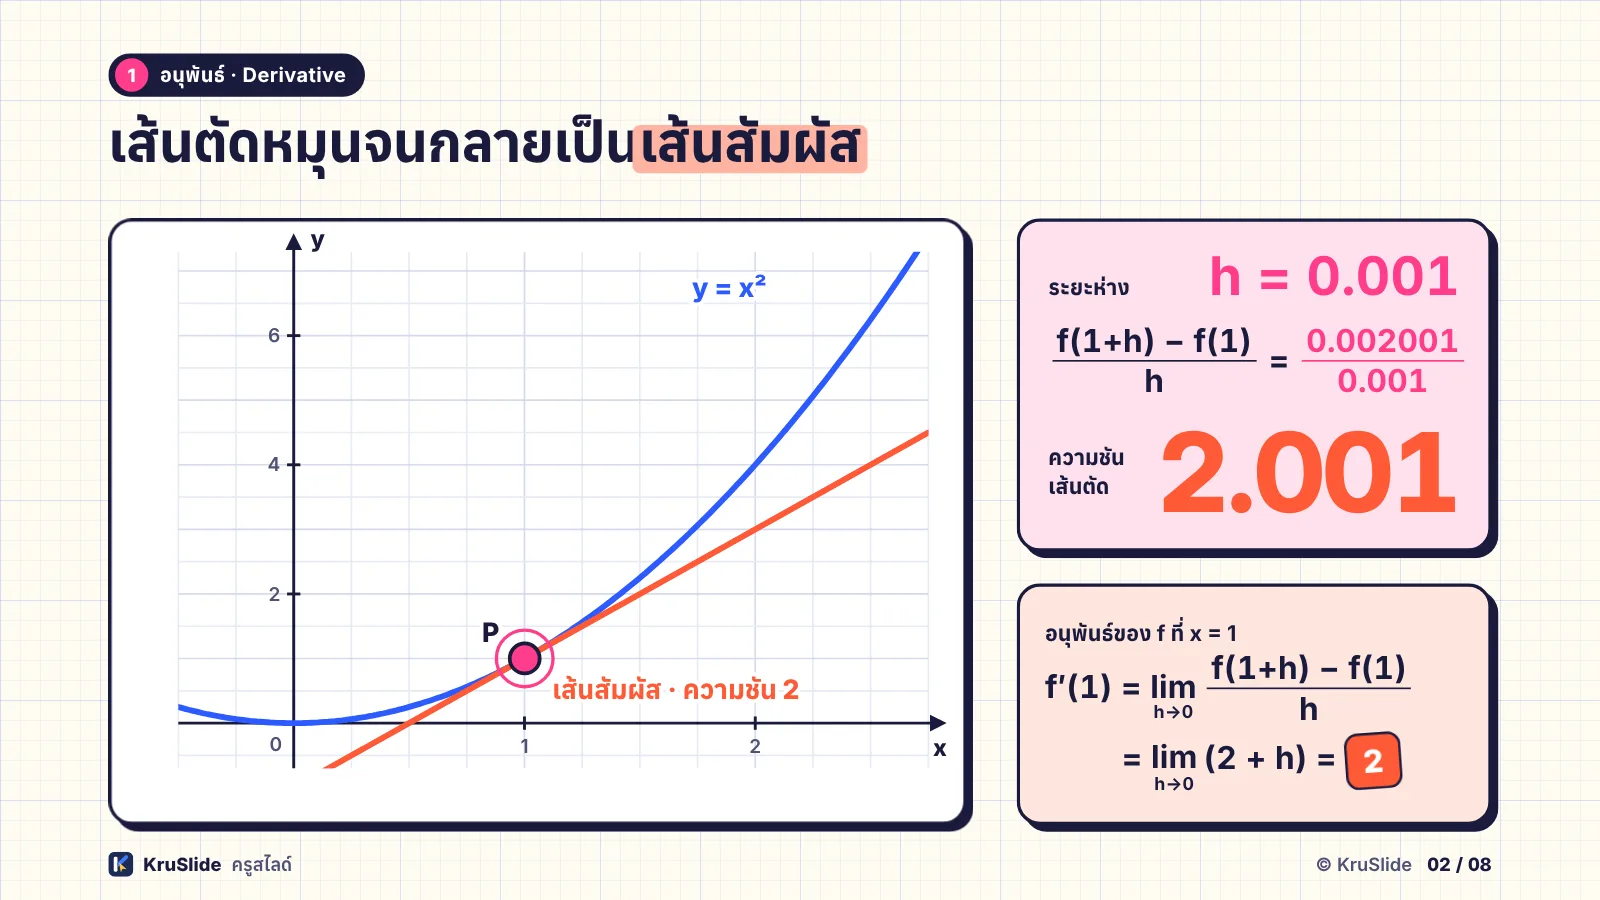 1 อนุพันธ์ · Derivative
เส้นตัดหมุนจนกลายเป็นเส้นสัมผัส
y
y = x²
6
4
2
P
เส้นสัมผัส · ความชัน 2
0
1
2
x
ระยะห่าง h = 0.001
f(1+h) – f(1)
h
=
0.002001
0.001
ความชัน
เส้นตัด
2.001
อนุพันธ์ของ f ที่ x = 1
f′(1) = lim
h→0
f(1+h) – f(1)
h
= lim (2 + h) = 2
h→0
KruSlide ครูสไลด์
© KruSlide 02 / 08